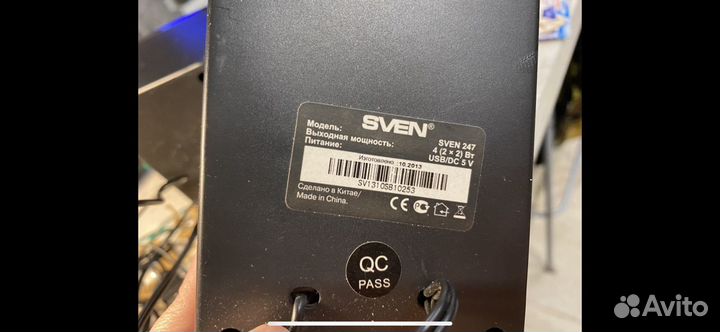 SVEN®
Модель: SVEN 247
Выходная мощность: 4 (2 × 2) Вт
Питание: USB/DC 5 V
Изготовлено :10.2013
SV1310SB10253
Сделано в Китае/
Made in China.
QC
PASS
Avito